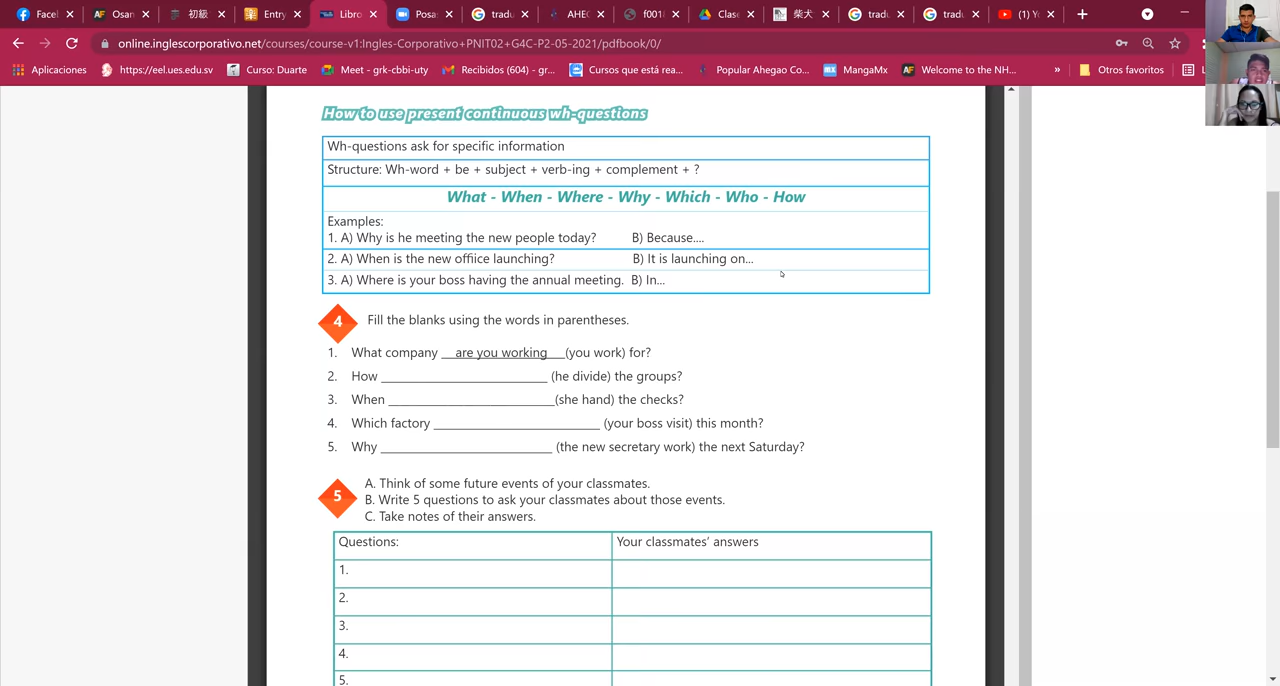 Facel
Osan
初級
Entry
Libro
Posa
tradu
AHEC
f001
Clase
柴犬
tradu
tradu
(1) Y
online.inglescorporativo.net/courses/course-v1:Ingles-Corporativo+PNIT02+G4C-P2-05-2021/pdfbook/0/
Aplicaciones
https://eel.ues.edu.sv
Curso: Duarte
Meet - grk-cbbi-uty
Recibidos (604) - gr...
Cursos que está rea...
Popular Ahegao Co...
MangaMx
Welcome to the NH...
»
Otros favoritos
How to use present continuous wh-questions
Wh-questions ask for specific information
Structure: Wh-word + be + subject + verb-ing + complement + ?
What - When - Where - Why - Which - Who - How
Examples:
1. A) Why is he meeting the new people today? B) Because....
2. A) When is the new offiice launching? B) It is launching on...
3. A) Where is your boss having the annual meeting. B) In...
4 Fill the blanks using the words in parentheses.
1. What company __are you working___(you work) for?
2. How ______________________ (he divide) the groups?
3. When ______________________(she hand) the checks?
4. Which factory ______________________ (your boss visit) this month?
5. Why ______________________ (the new secretary work) the next Saturday?
5 A. Think of some future events of your classmates.
B. Write 5 questions to ask your classmates about those events.
C. Take notes of their answers.
Questions: Your classmates' answers
1.
2.
3.
4.
5.